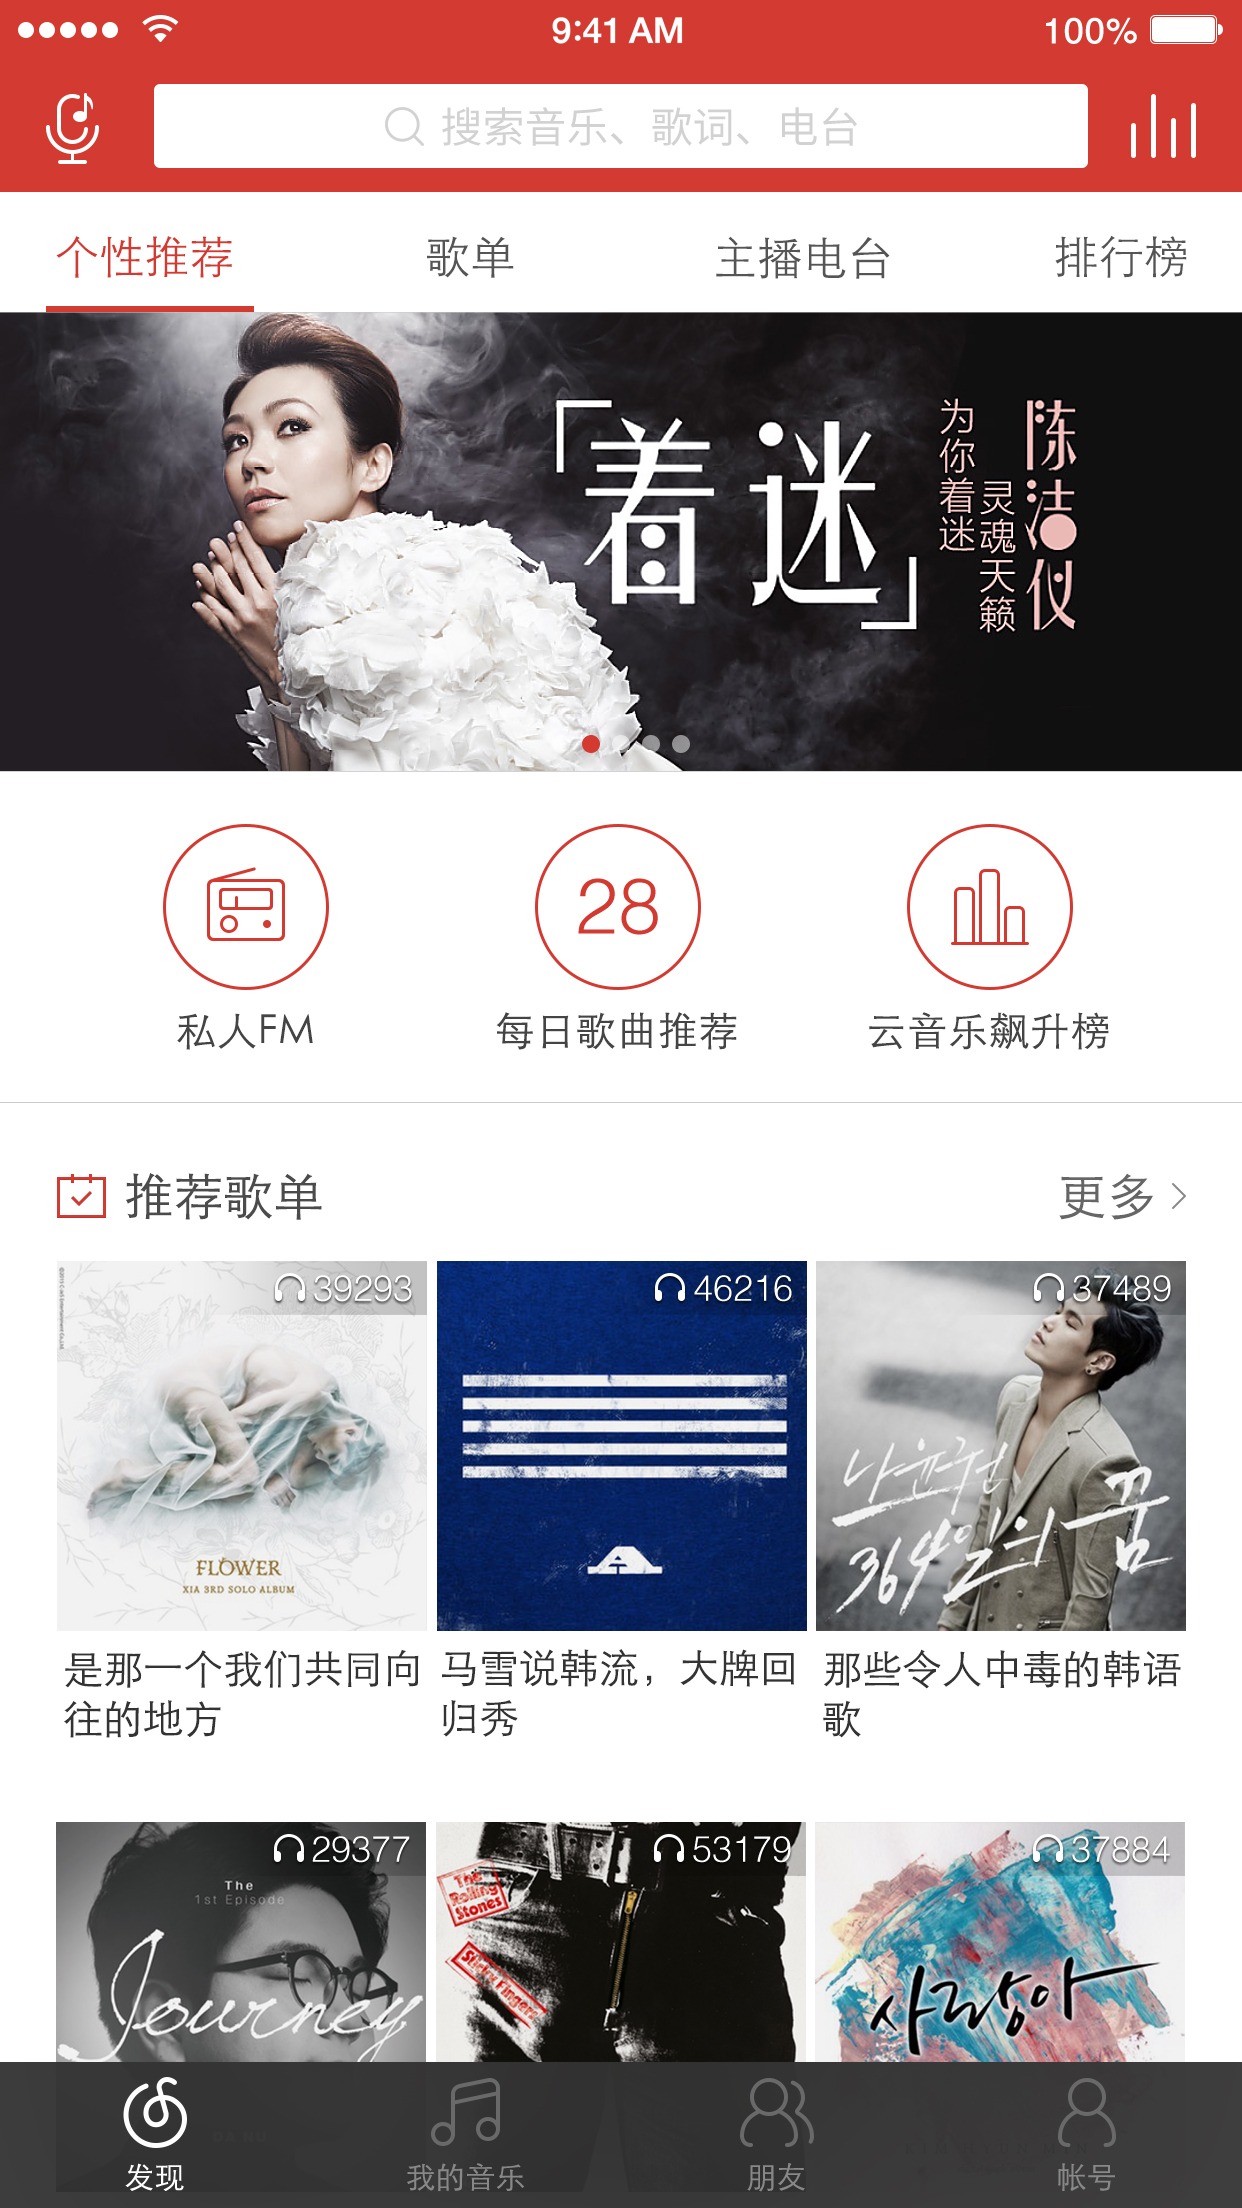 9:41 AM
100%
搜索音乐、歌词、电台
个性推荐
歌单
主播电台
排行榜
「着迷」
为你着迷
灵魂天籁
陈洁仪
28
私人FM
每日歌曲推荐
云音乐飙升榜
推荐歌单
更多
39293
46216
37489
FLOWER
XIA 3RD SOLO ALBUM
A
나윤권
364일의 꿈
是那一个我们共同向
往的地方
马雪说韩流，大牌回
归秀
那些令人中毒的韩语
歌
29377
53179
37884
The
1st Episode
Journey
The
Rolling
Stones
Sticky Fingers
사랑아
发现
我的音乐
朋友
帐号